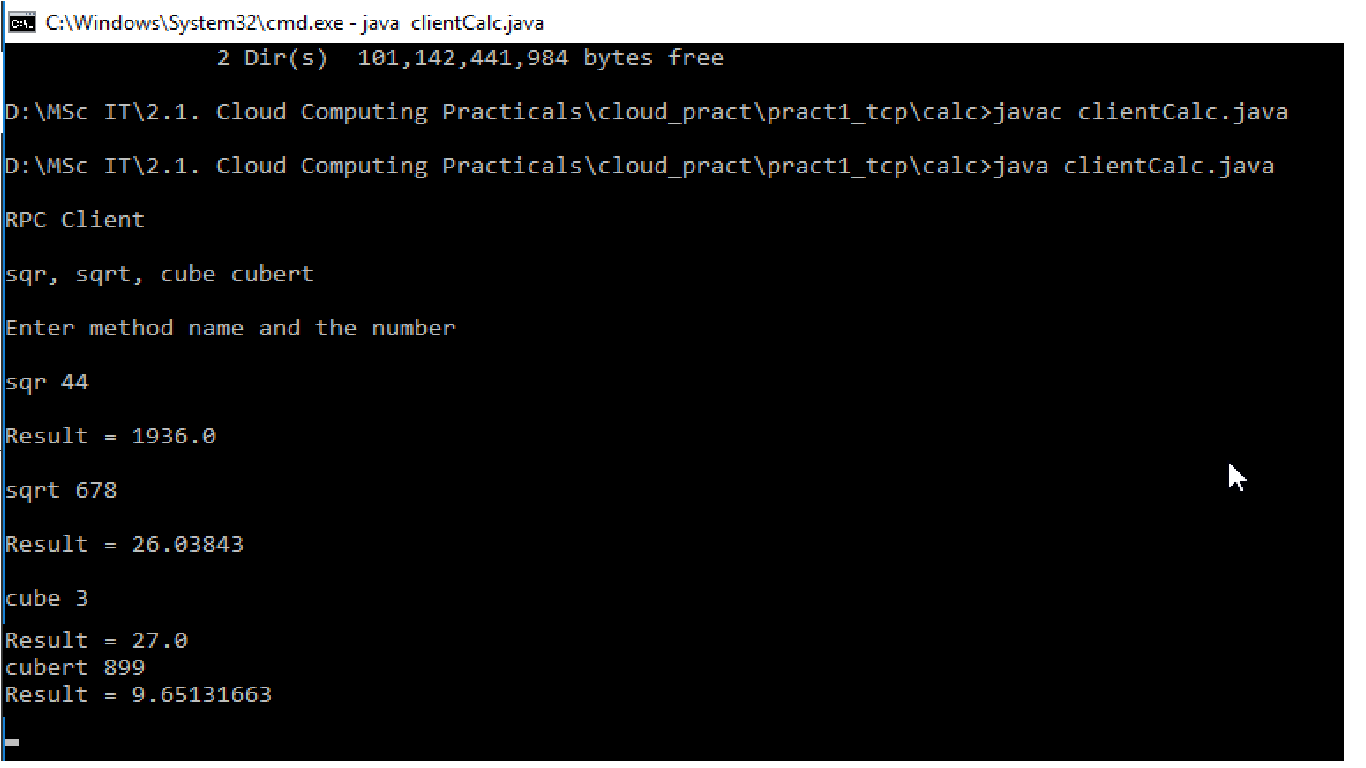 C:\Windows\System32\cmd.exe - java  clientCalc.java
2 Dir(s)  101,142,441,984 bytes free
D:\MSc IT\2.1. Cloud Computing Practicals\cloud_pract\pract1_tcp\calc>javac clientCalc.java
D:\MSc IT\2.1. Cloud Computing Practicals\cloud_pract\pract1_tcp\calc>java clientCalc.java
RPC Client
sqr, sqrt, cube cubert
Enter method name and the number
sqr 44
Result = 1936.0
sqrt 678
Result = 26.03843
cube 3
Result = 27.0
cubert 899
Result = 9.65131663